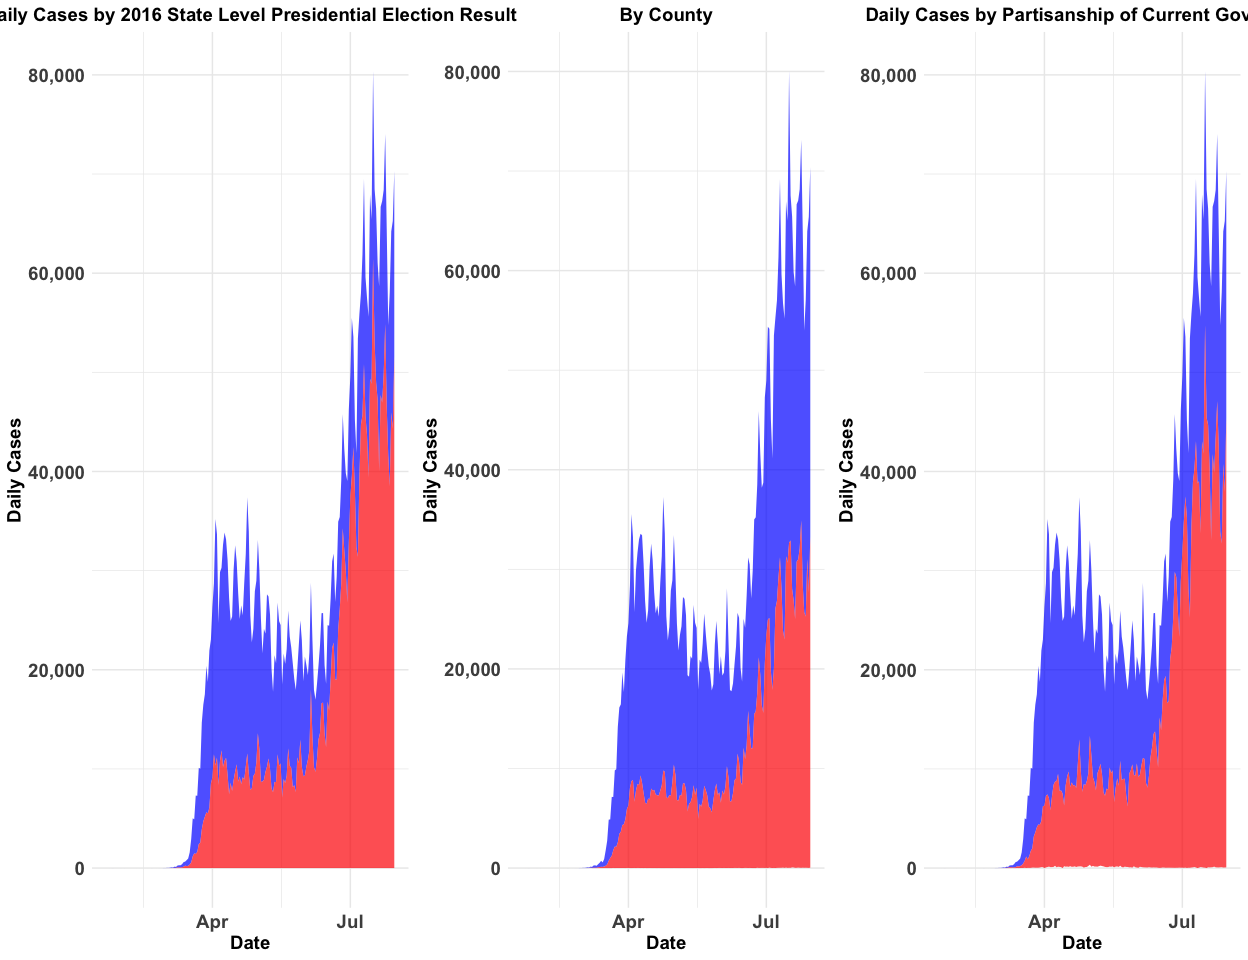 aily Cases by 2016 State Level Presidential Election Result
By County
Daily Cases by Partisanship of Current Gov
80,000
60,000
40,000
20,000
0
Daily Cases
Apr
Jul
Date
80,000
60,000
40,000
20,000
0
Daily Cases
Apr
Jul
Date
80,000
60,000
40,000
20,000
0
Daily Cases
Apr
Jul
Date